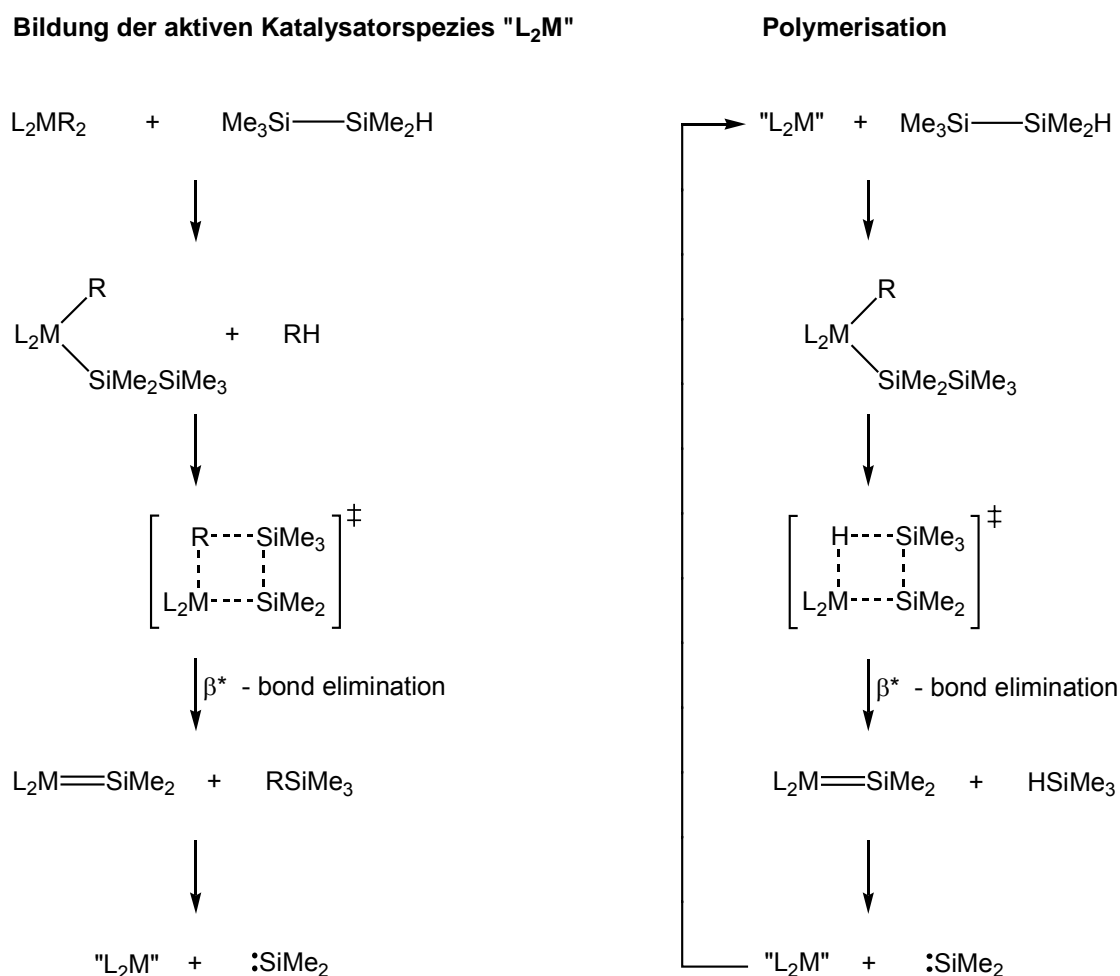 Bildung der aktiven Katalysatorspezies "L₂M"
L₂MR₂ + Me₃Si SiMe₂H
R
L₂M + RH
SiMe₂SiMe₃
R SiMe₃ ‡
L₂M SiMe₂
β* - bond elimination
L₂M SiMe₂ + RSiMe₃
"L₂M" + :SiMe₂
Polymerisation
"L₂M" + Me₃Si SiMe₂H
R
L₂M
SiMe₂SiMe₃
H SiMe₃ ‡
L₂M SiMe₂
β* - bond elimination
L₂M SiMe₂ + HSiMe₃
"L₂M" + :SiMe₂